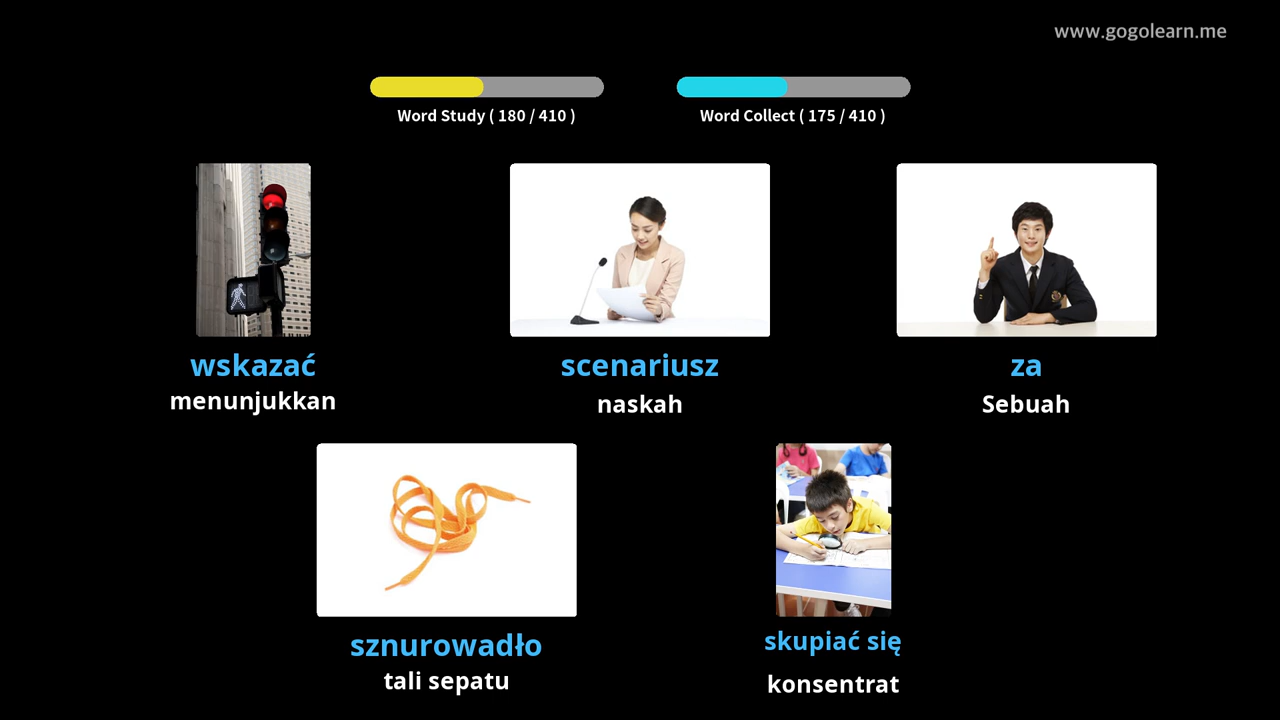 www.gogolearn.me
Word Study ( 180 / 410 )
Word Collect ( 175 / 410 )
wskazać
menunjukkan
scenariusz
naskah
za
Sebuah
sznurowadło
tali sepatu
skupiać się
konsentrat